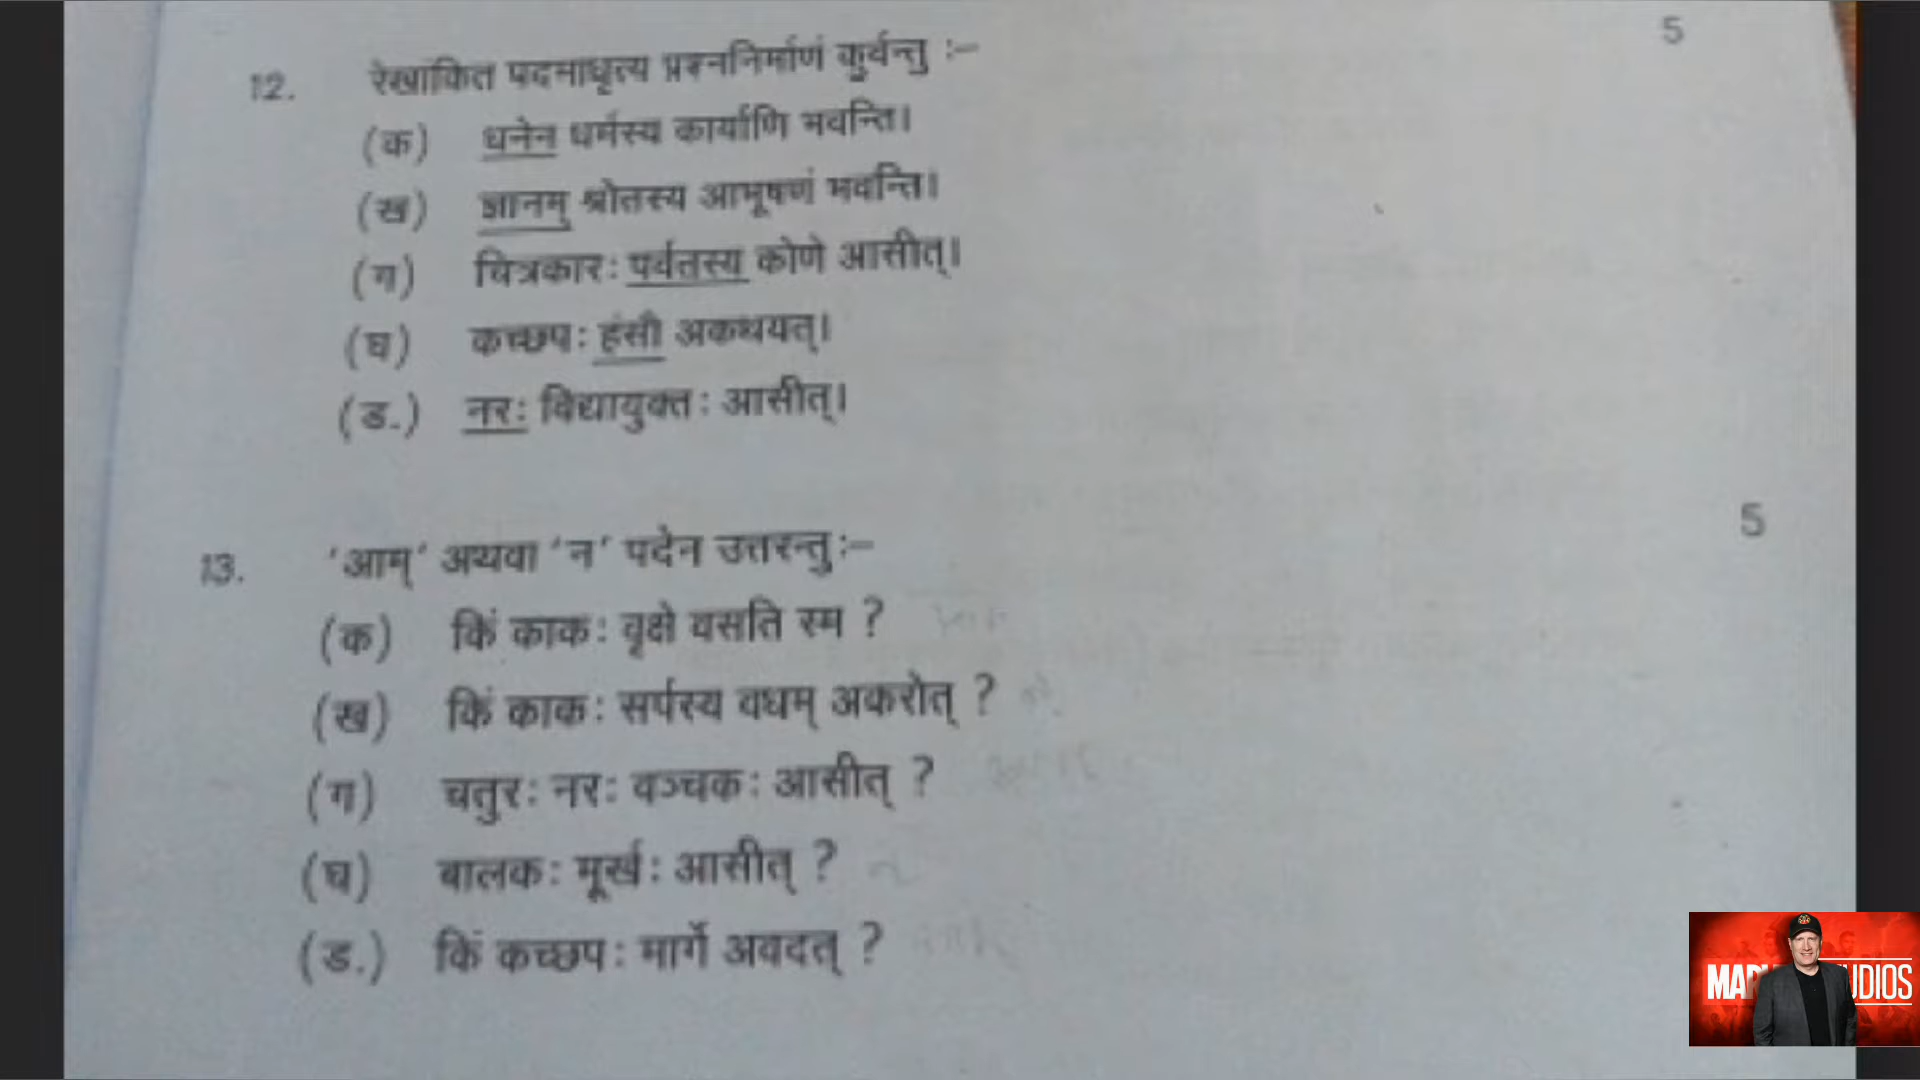 5
12. रेखांकित पदमाधृत्य प्रश्ननिर्माणं कुर्वन्तु :–
(क) धनेन धर्मस्य कार्याणि भवन्ति।
(ख) ज्ञानम् श्रोतस्य आभूषणं भवन्ति।
(ग) चित्रकारः पर्वतस्य कोणे आसीत्।
(घ) कच्छपः हंसौ अकथयत्।
(ड.) नरः विद्यायुक्तः आसीत्।
5
13. 'आम्' अथवा 'न' पदेन उत्तरन्तु:–
(क) किं काकः वृक्षे वसति स्म ?
(ख) किं काकः सर्पस्य वधम् अकरोत् ?
(ग) चतुरः नरः वञ्चकः आसीत् ?
(घ) बालकः मूर्खः आसीत् ?
(ड.) किं कच्छपः मार्गे अवदत् ?